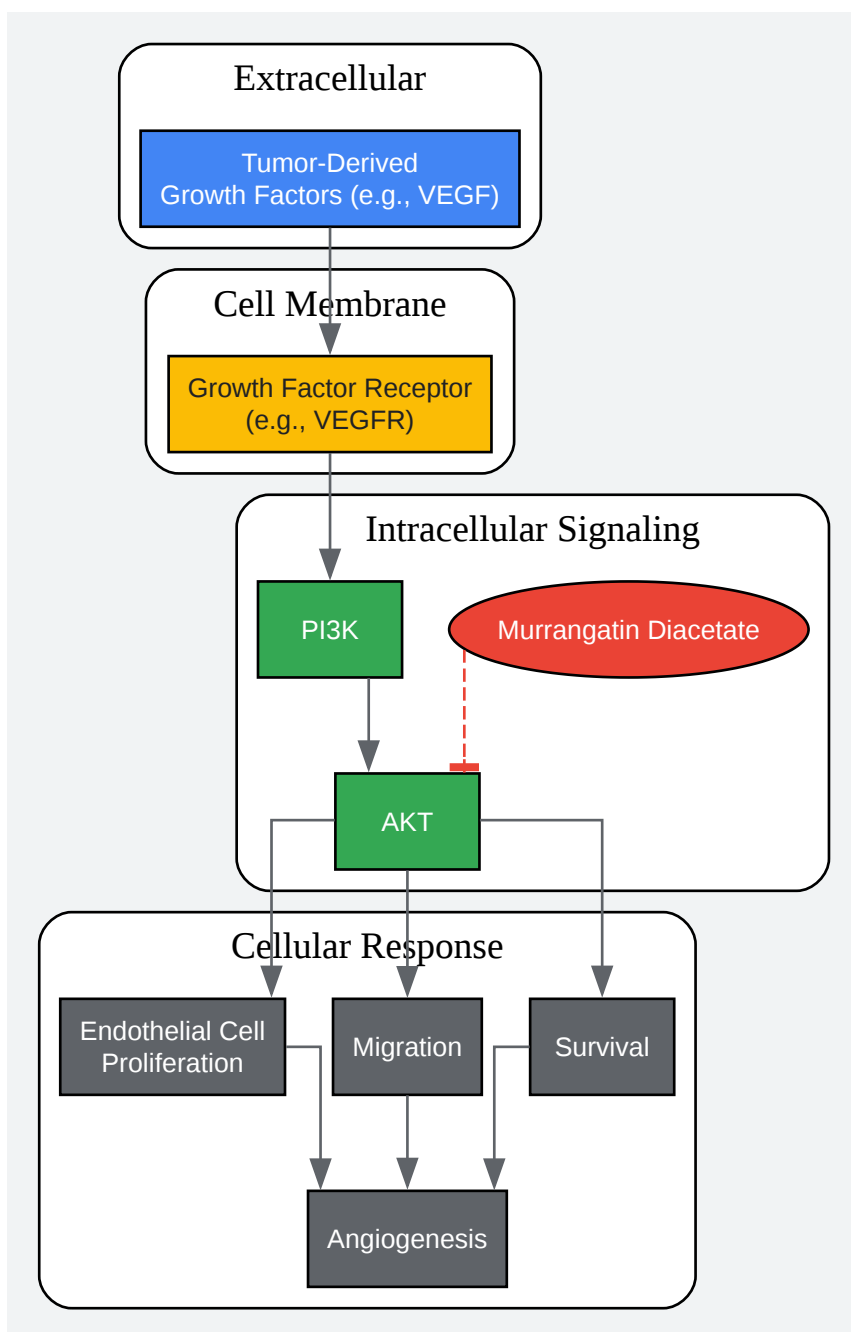 Extracellular
Tumor-Derived
Growth Factors (e.g., VEGF)
Cell Membrane
Growth Factor Receptor
(e.g., VEGFR)
Intracellular Signaling
PI3K
Murrangatin Diacetate
AKT
Cellular Response
Endothelial Cell
Proliferation
Migration
Survival
Angiogenesis